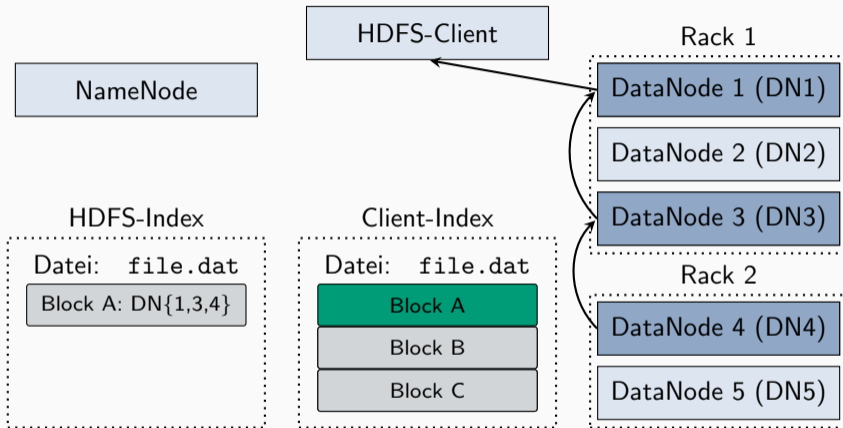 HDFS-Client
NameNode
Rack 1
DataNode 1 (DN1)
DataNode 2 (DN2)
DataNode 3 (DN3)
Rack 2
DataNode 4 (DN4)
DataNode 5 (DN5)
HDFS-Index
Datei: file.dat
Block A: DN{1,3,4}
Client-Index
Datei: file.dat
Block A
Block B
Block C